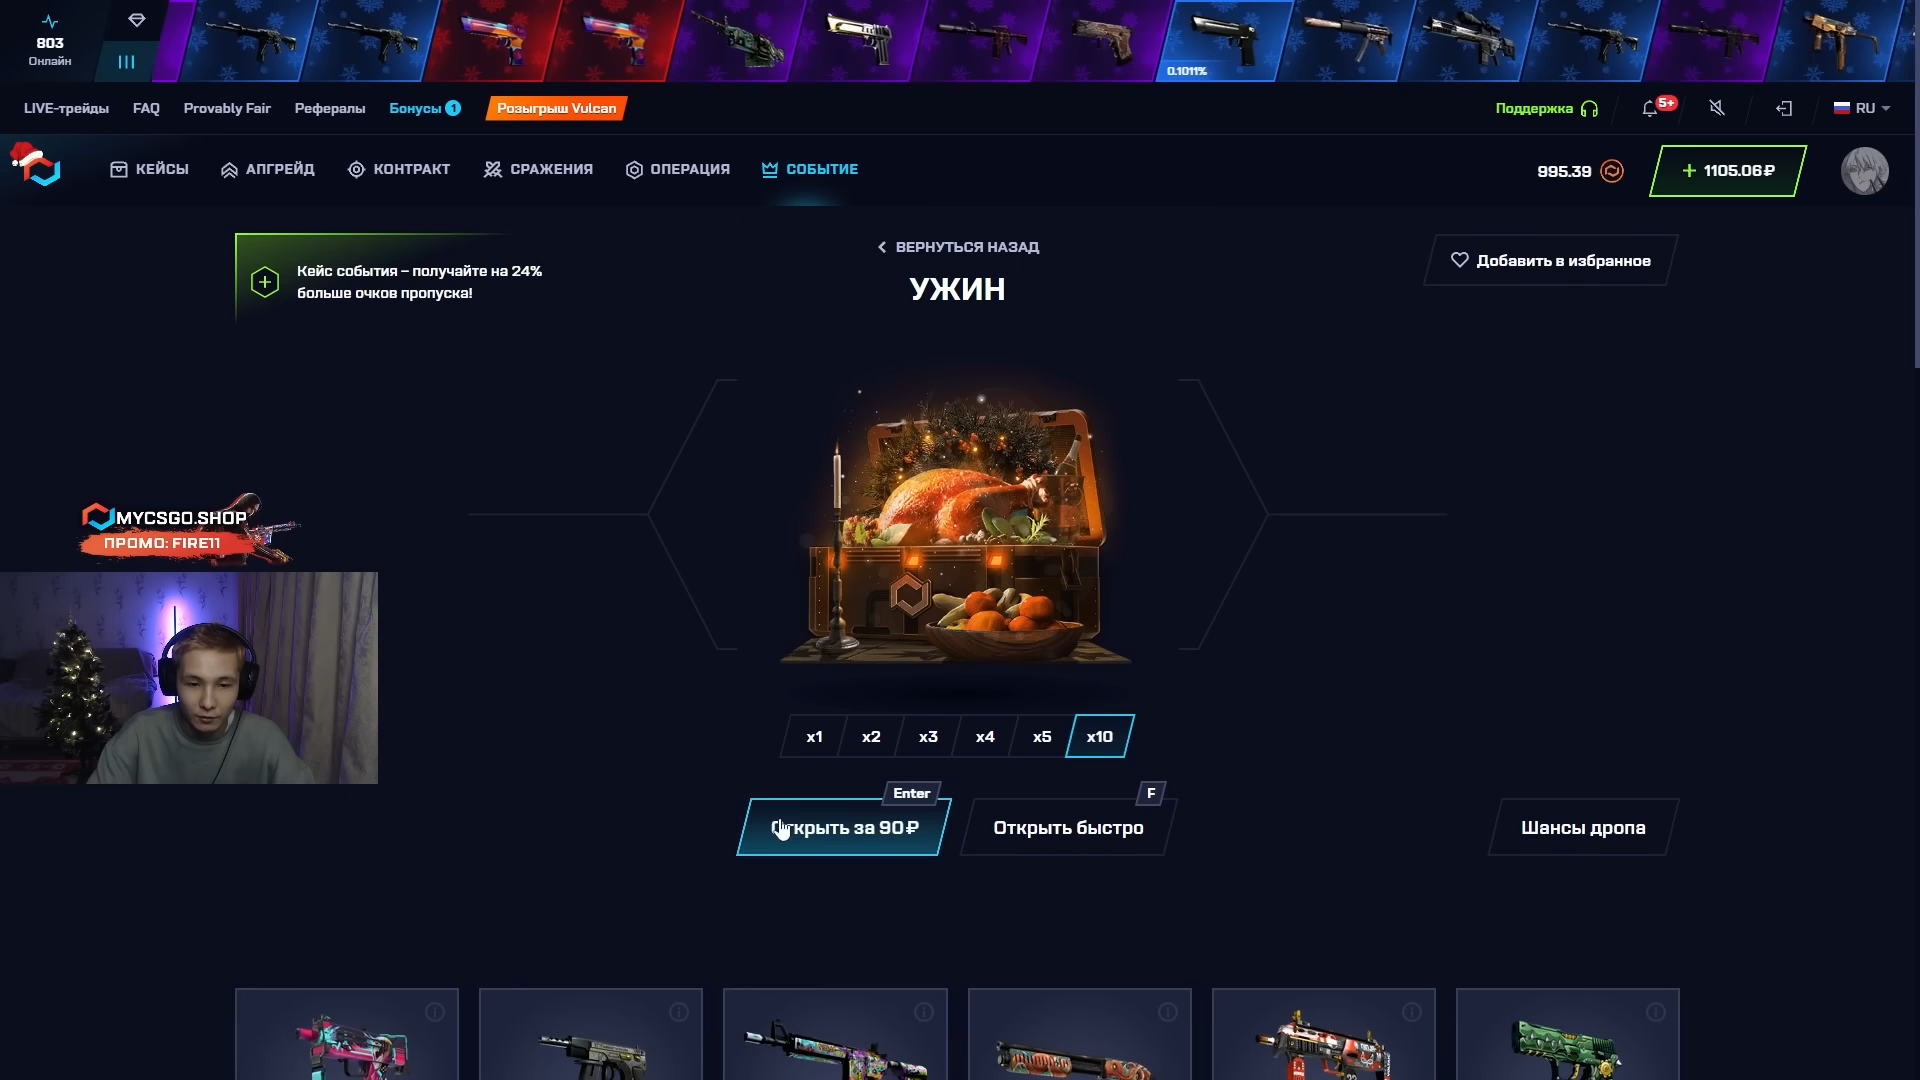 803
Онлайн
0.1011%
LIVE-трейды
FAQ
Provably Fair
Рефералы
Бонусы 1
Розыгрыш Vulcan
Поддержка
5+
RU
КЕЙСЫ
АПГРЕЙД
КОНТРАКТ
СРАЖЕНИЯ
ОПЕРАЦИЯ
СОБЫТИЕ
995.39
+ 1105.06 ₽
Кейс события – получайте на 24%
больше очков пропуска!
ВЕРНУТЬСЯ НАЗАД
УЖИН
Добавить в избранное
MYCSGO.SHOP
ПРОМО: FIRE11
x1
x2
x3
x4
x5
x10
Enter
Открыть за 90 ₽
F
Открыть быстро
Шансы дропа